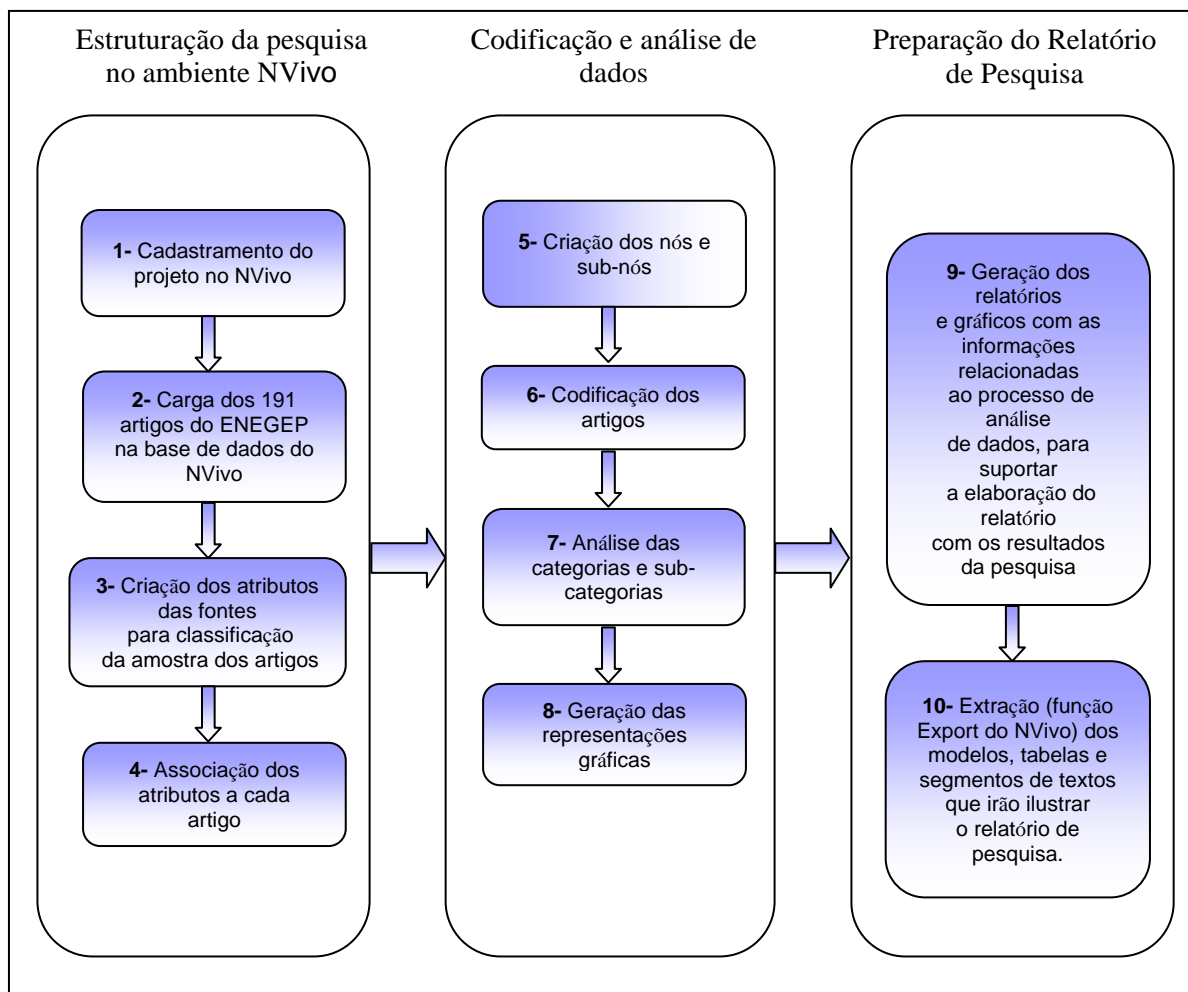 Estruturação da pesquisa
no ambiente NVivo
1- Cadastramento do
projeto no NVivo
2- Carga dos 191
artigos do ENEGEP
na base de dados do
NVivo
3- Criação dos atributos
das fontes
para classificação
da amostra dos artigos
4- Associação dos
atributos a cada
artigo
Codificação e análise de
dados
5- Criação dos nós e
sub-nós
6- Codificação dos
artigos
7- Análise das
categorias e sub-
categorias
8- Geração das
representações
gráficas
Preparação do Relatório
de Pesquisa
9- Geração dos
relatórios
e gráficos com as
informações
relacionadas
ao processo de
análise
de dados, para
suportar
a elaboração do
relatório
com os resultados
da pesquisa
10- Extração (função
Export do NVivo) dos
modelos, tabelas e
segmentos de textos
que irão ilustrar
o relatório de
pesquisa.